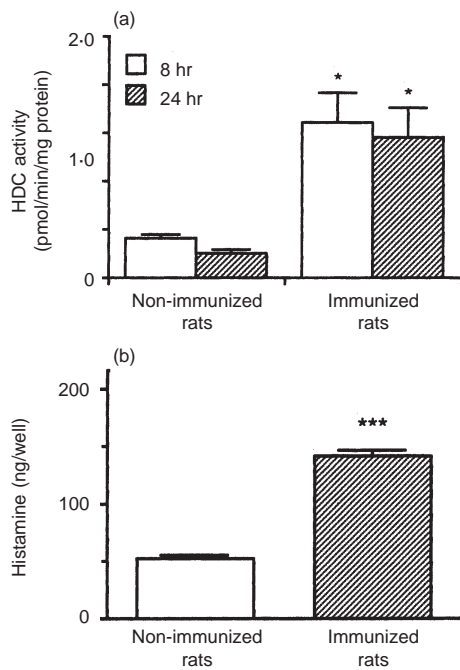 (a)
2·0
1·0
0
HDC activity
(pmol/min/mg protein)
8 hr
24 hr
*
*
Non-immunized
rats
Immunized
rats
(b)
200
100
0
Histamine (ng/well)
***
Non-immunized
rats
Immunized
rats